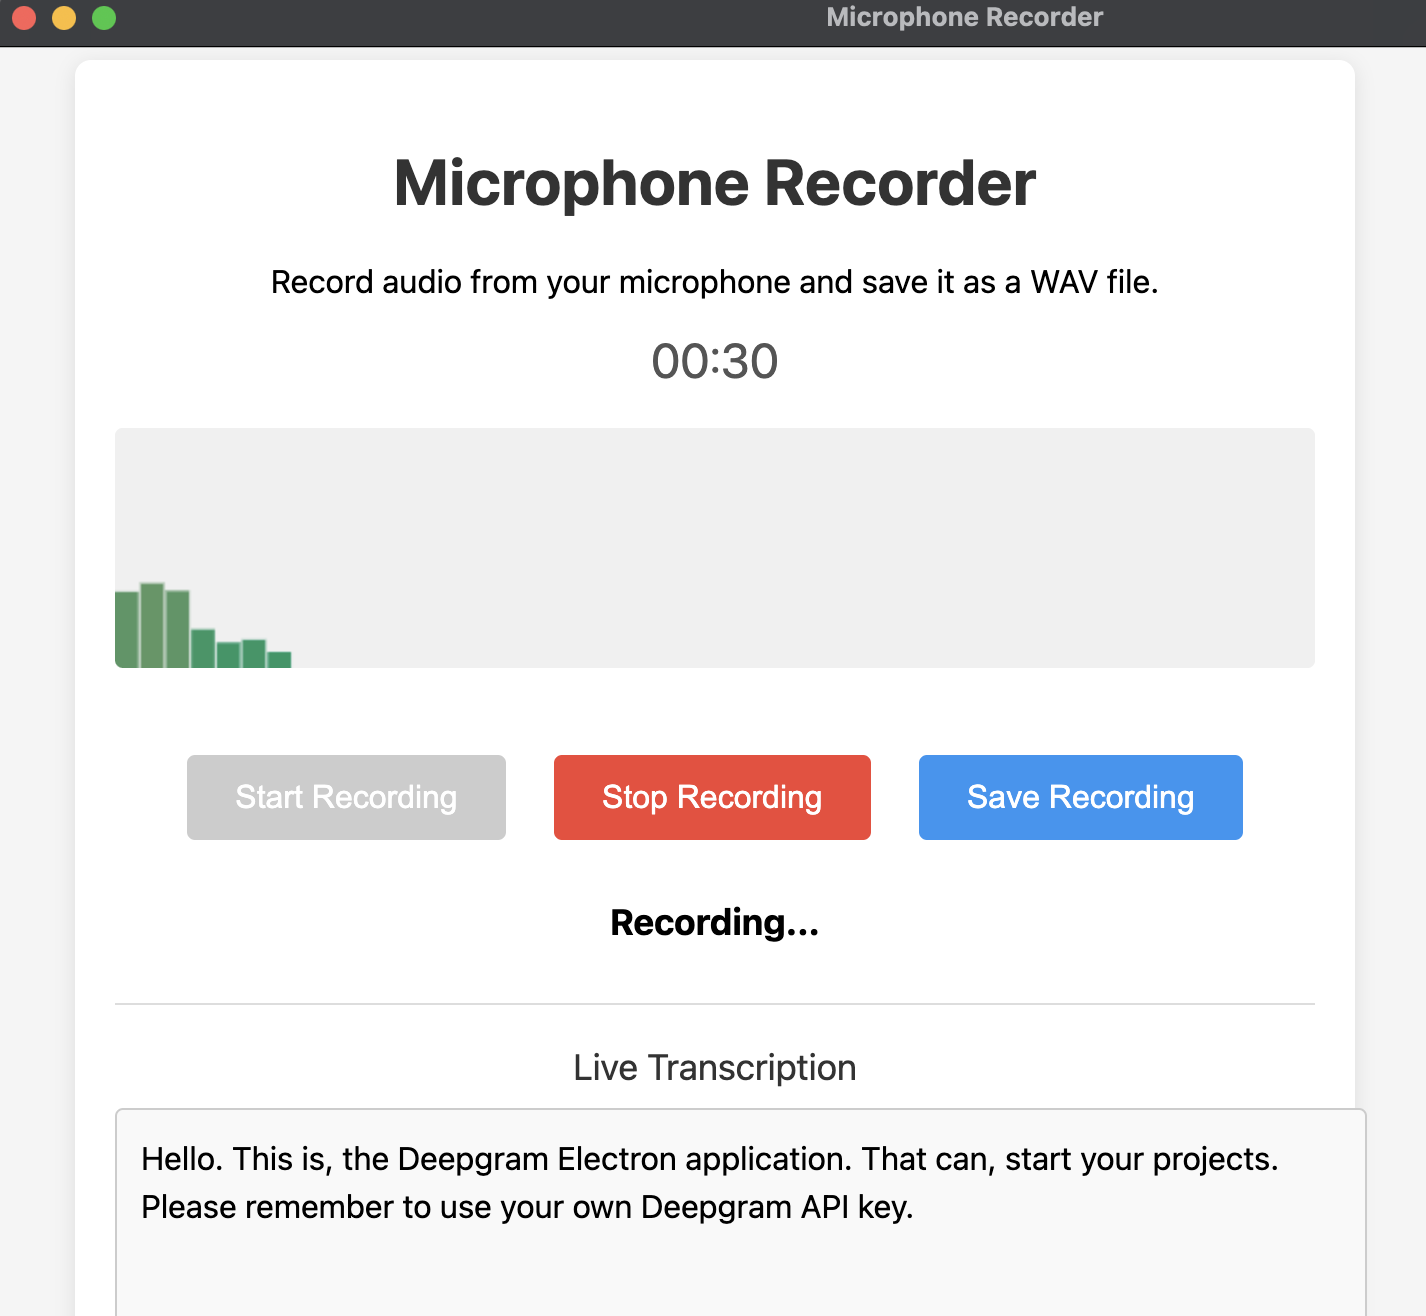 Microphone Recorder
Microphone Recorder
Record audio from your microphone and save it as a WAV file.
00:30
Start Recording
Stop Recording
Save Recording
Recording...
Live Transcription
Hello. This is, the Deepgram Electron application. That can, start your projects.
Please remember to use your own Deepgram API key.